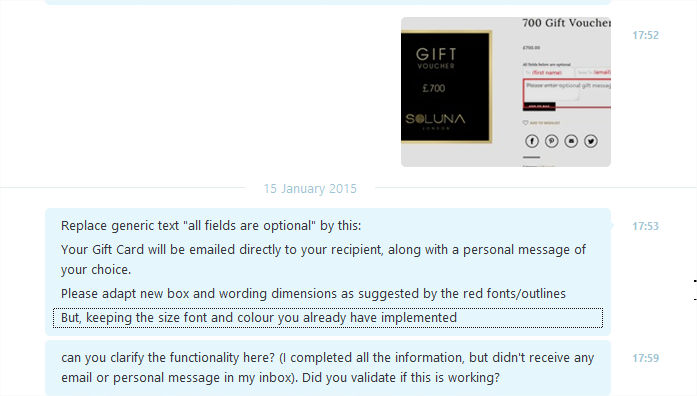 700 Gift Voucher
17:52
£700.00
All fields below are optional
To (first name)
GIFT
VOUCHER
£700
SOLUNA
LONDON
Please enter optional gift messag
ADD TO BAG
ADD TO WISHLIST
15 January 2015
Replace generic text "all fields are optional" by this:
17:53
Your Gift Card will be emailed directly to your recipient, along with a personal message of
your choice.
Please adapt new box and wording dimensions as suggested by the red fonts/outlines
But, keeping the size font and colour you already have implemented
can you clarify the functionality here? (I completed all the information, but didn't receive any
17:59
email or personal message in my inbox). Did you validate if this is working?